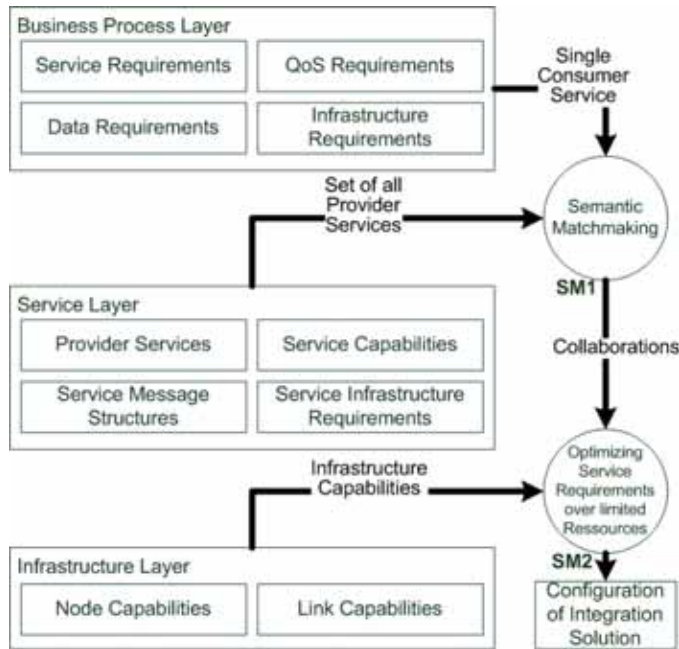 Business Process Layer
Service Requirements
QoS Requirements
Data Requirements
Infrastructure
Requirements
Single
Consumer
Service
Set of all
Provider
Services
Semantic
Matchmaking
SM1
Service Layer
Provider Services
Service Capabilities
Service Message
Structures
Service Infrastructure
Requirements
Collaborations
Infrastructure
Capabilities
Optimizing
Service
Requirements
over limited
Ressources
SM2
Infrastructure Layer
Node Capabilities
Link Capabilities
Configuration
of Integration
Solution